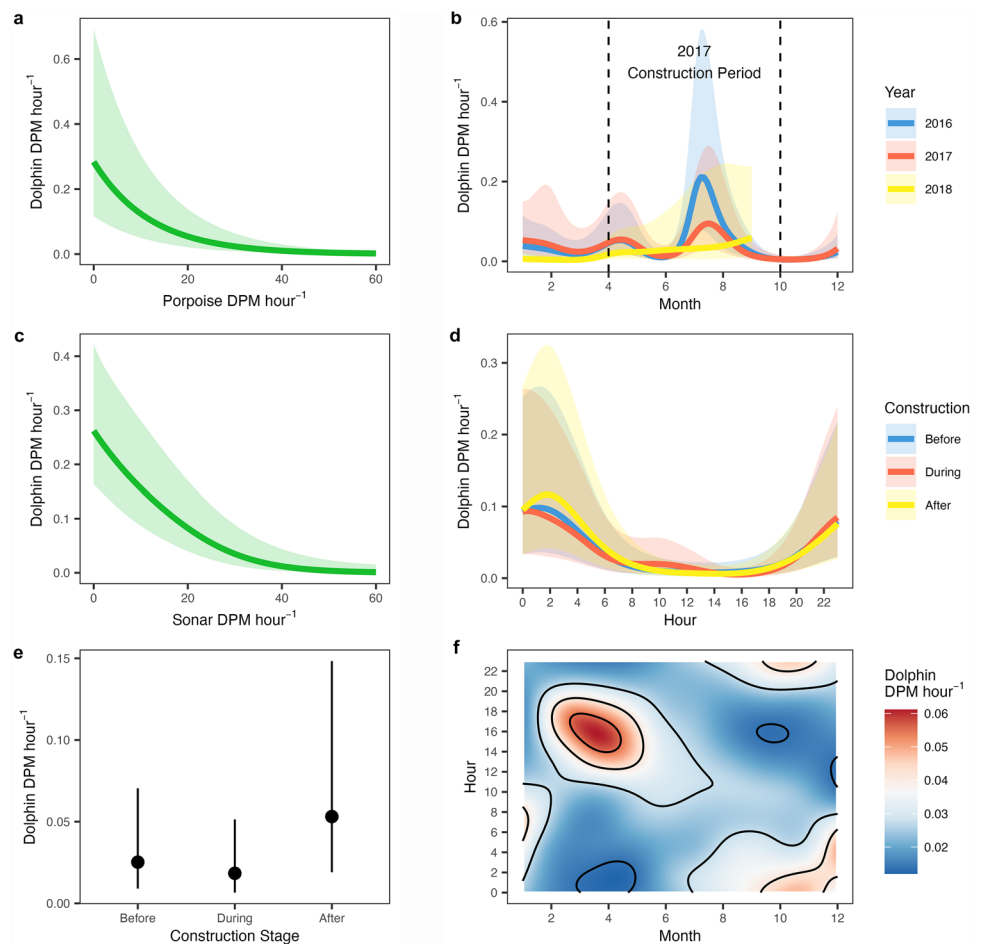 a
Dolphin DPM hour⁻¹
0.6
0.4
0.2
0.0
0
20
40
60
Porpoise DPM hour⁻¹
b
Dolphin DPM hour⁻¹
0.6
0.4
0.2
0.0
2017
Construction Period
2
4
6
8
10
12
Month
Year
2016
2017
2018
c
Dolphin DPM hour⁻¹
0.4
0.3
0.2
0.1
0.0
0
20
40
60
Sonar DPM hour⁻¹
d
Dolphin DPM hour⁻¹
0.3
0.2
0.1
0.0
0
2
4
6
8
10
12
14
16
18
20
22
Hour
Construction
Before
During
After
e
Dolphin DPM hour⁻¹
0.15
0.10
0.05
0.00
Before
During
After
Construction Stage
f
Hour
22
20
18
16
14
12
10
8
6
4
2
0
2
4
6
8
10
12
Month
Dolphin
DPM hour⁻¹
0.06
0.05
0.04
0.03
0.02